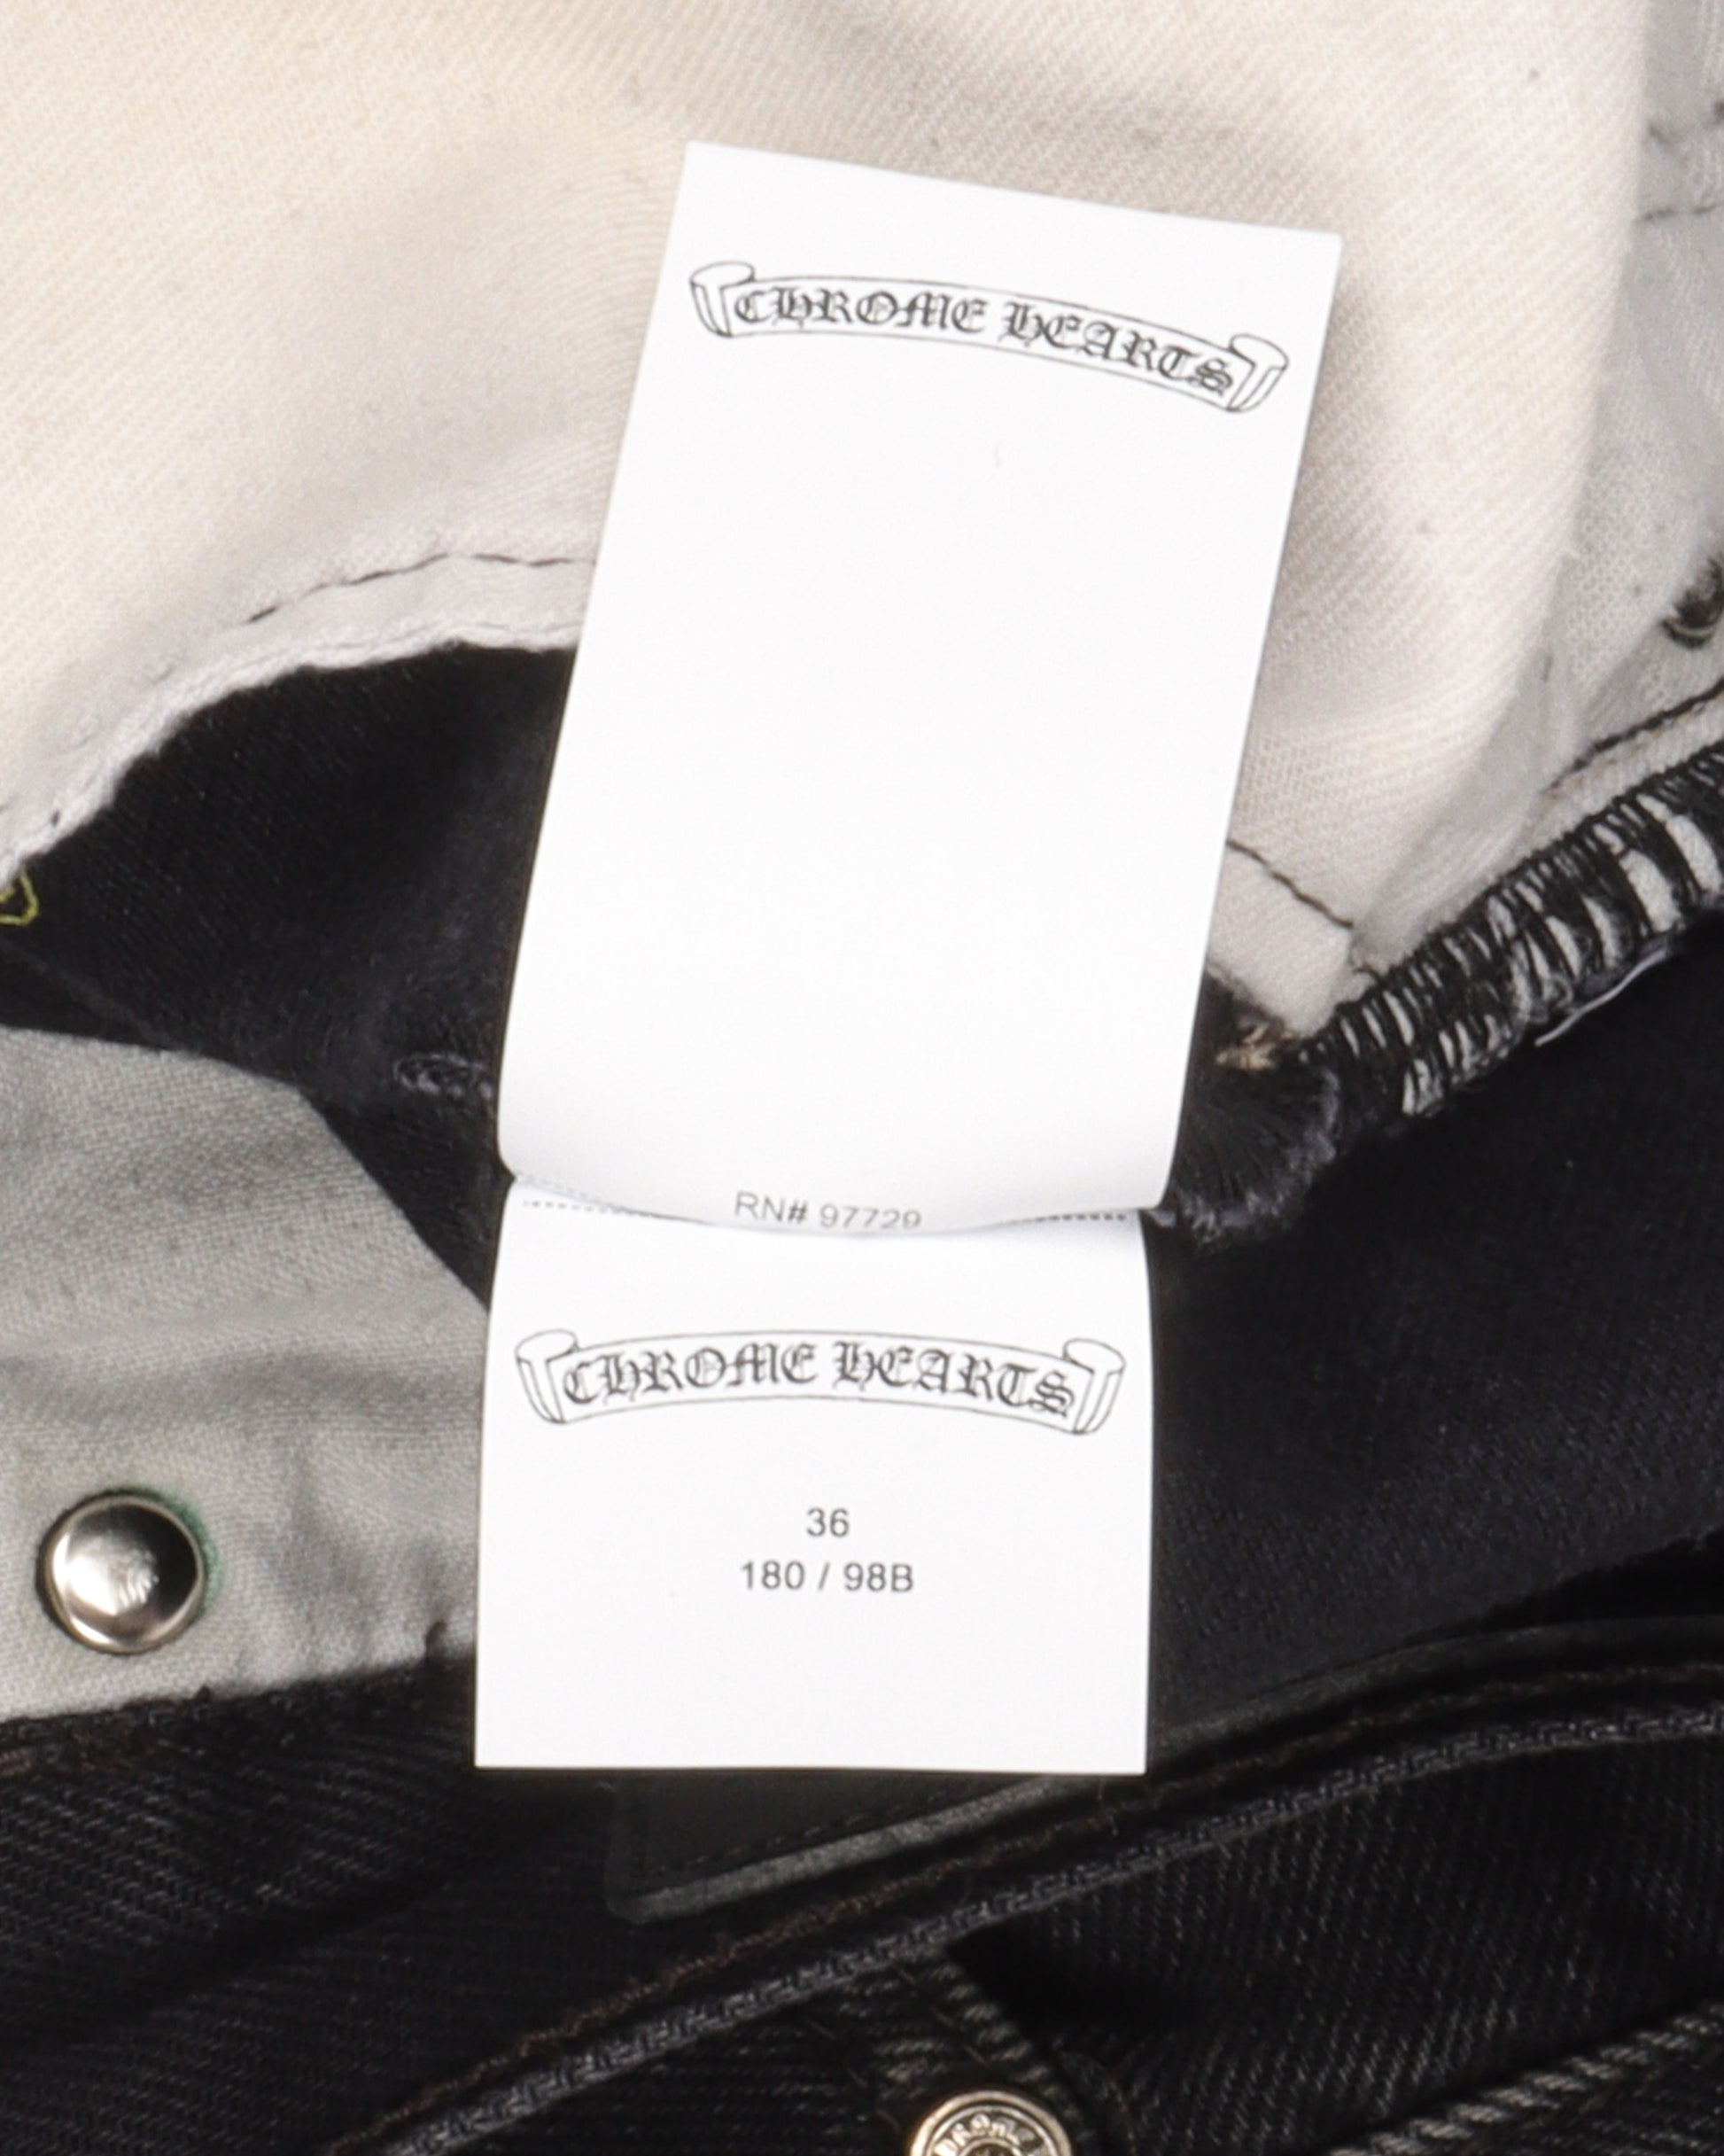 CHROME HEARTS
RN# 97729
CHROME HEARTS
36
180 / 98B